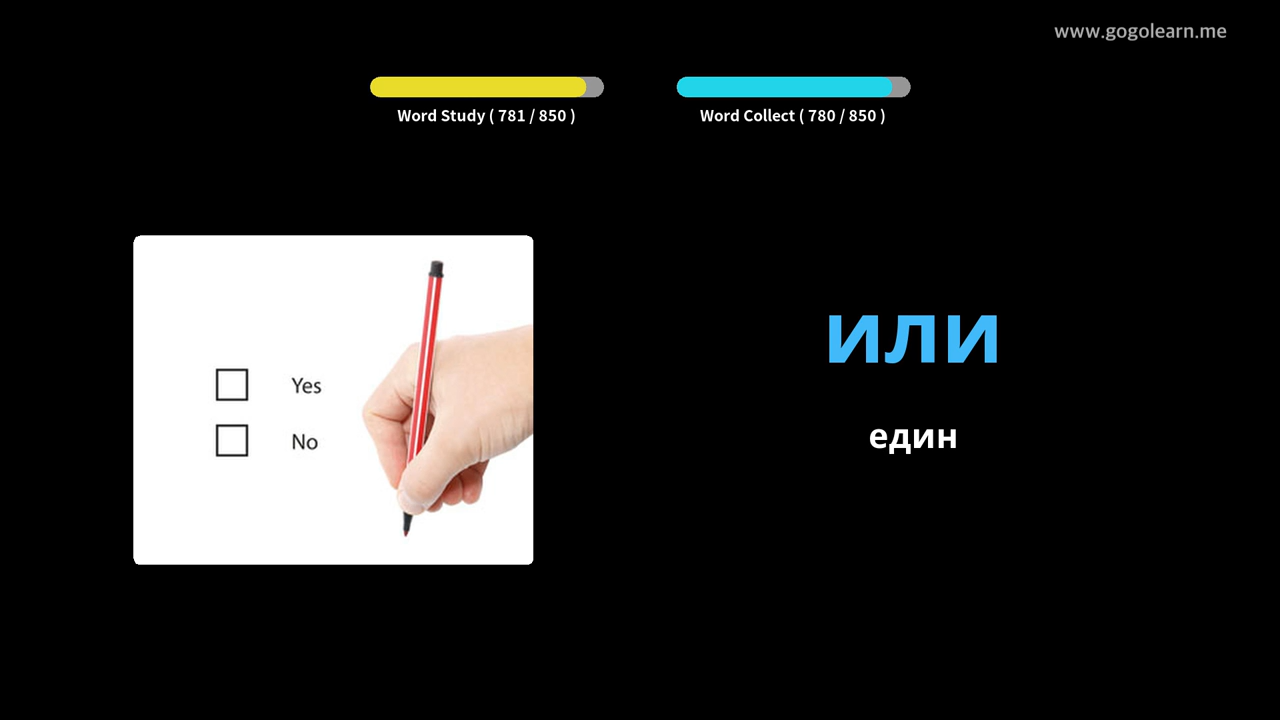 www.gogolearn.me
Word Study ( 781 / 850 )
Word Collect ( 780 / 850 )
Yes
No
или
един